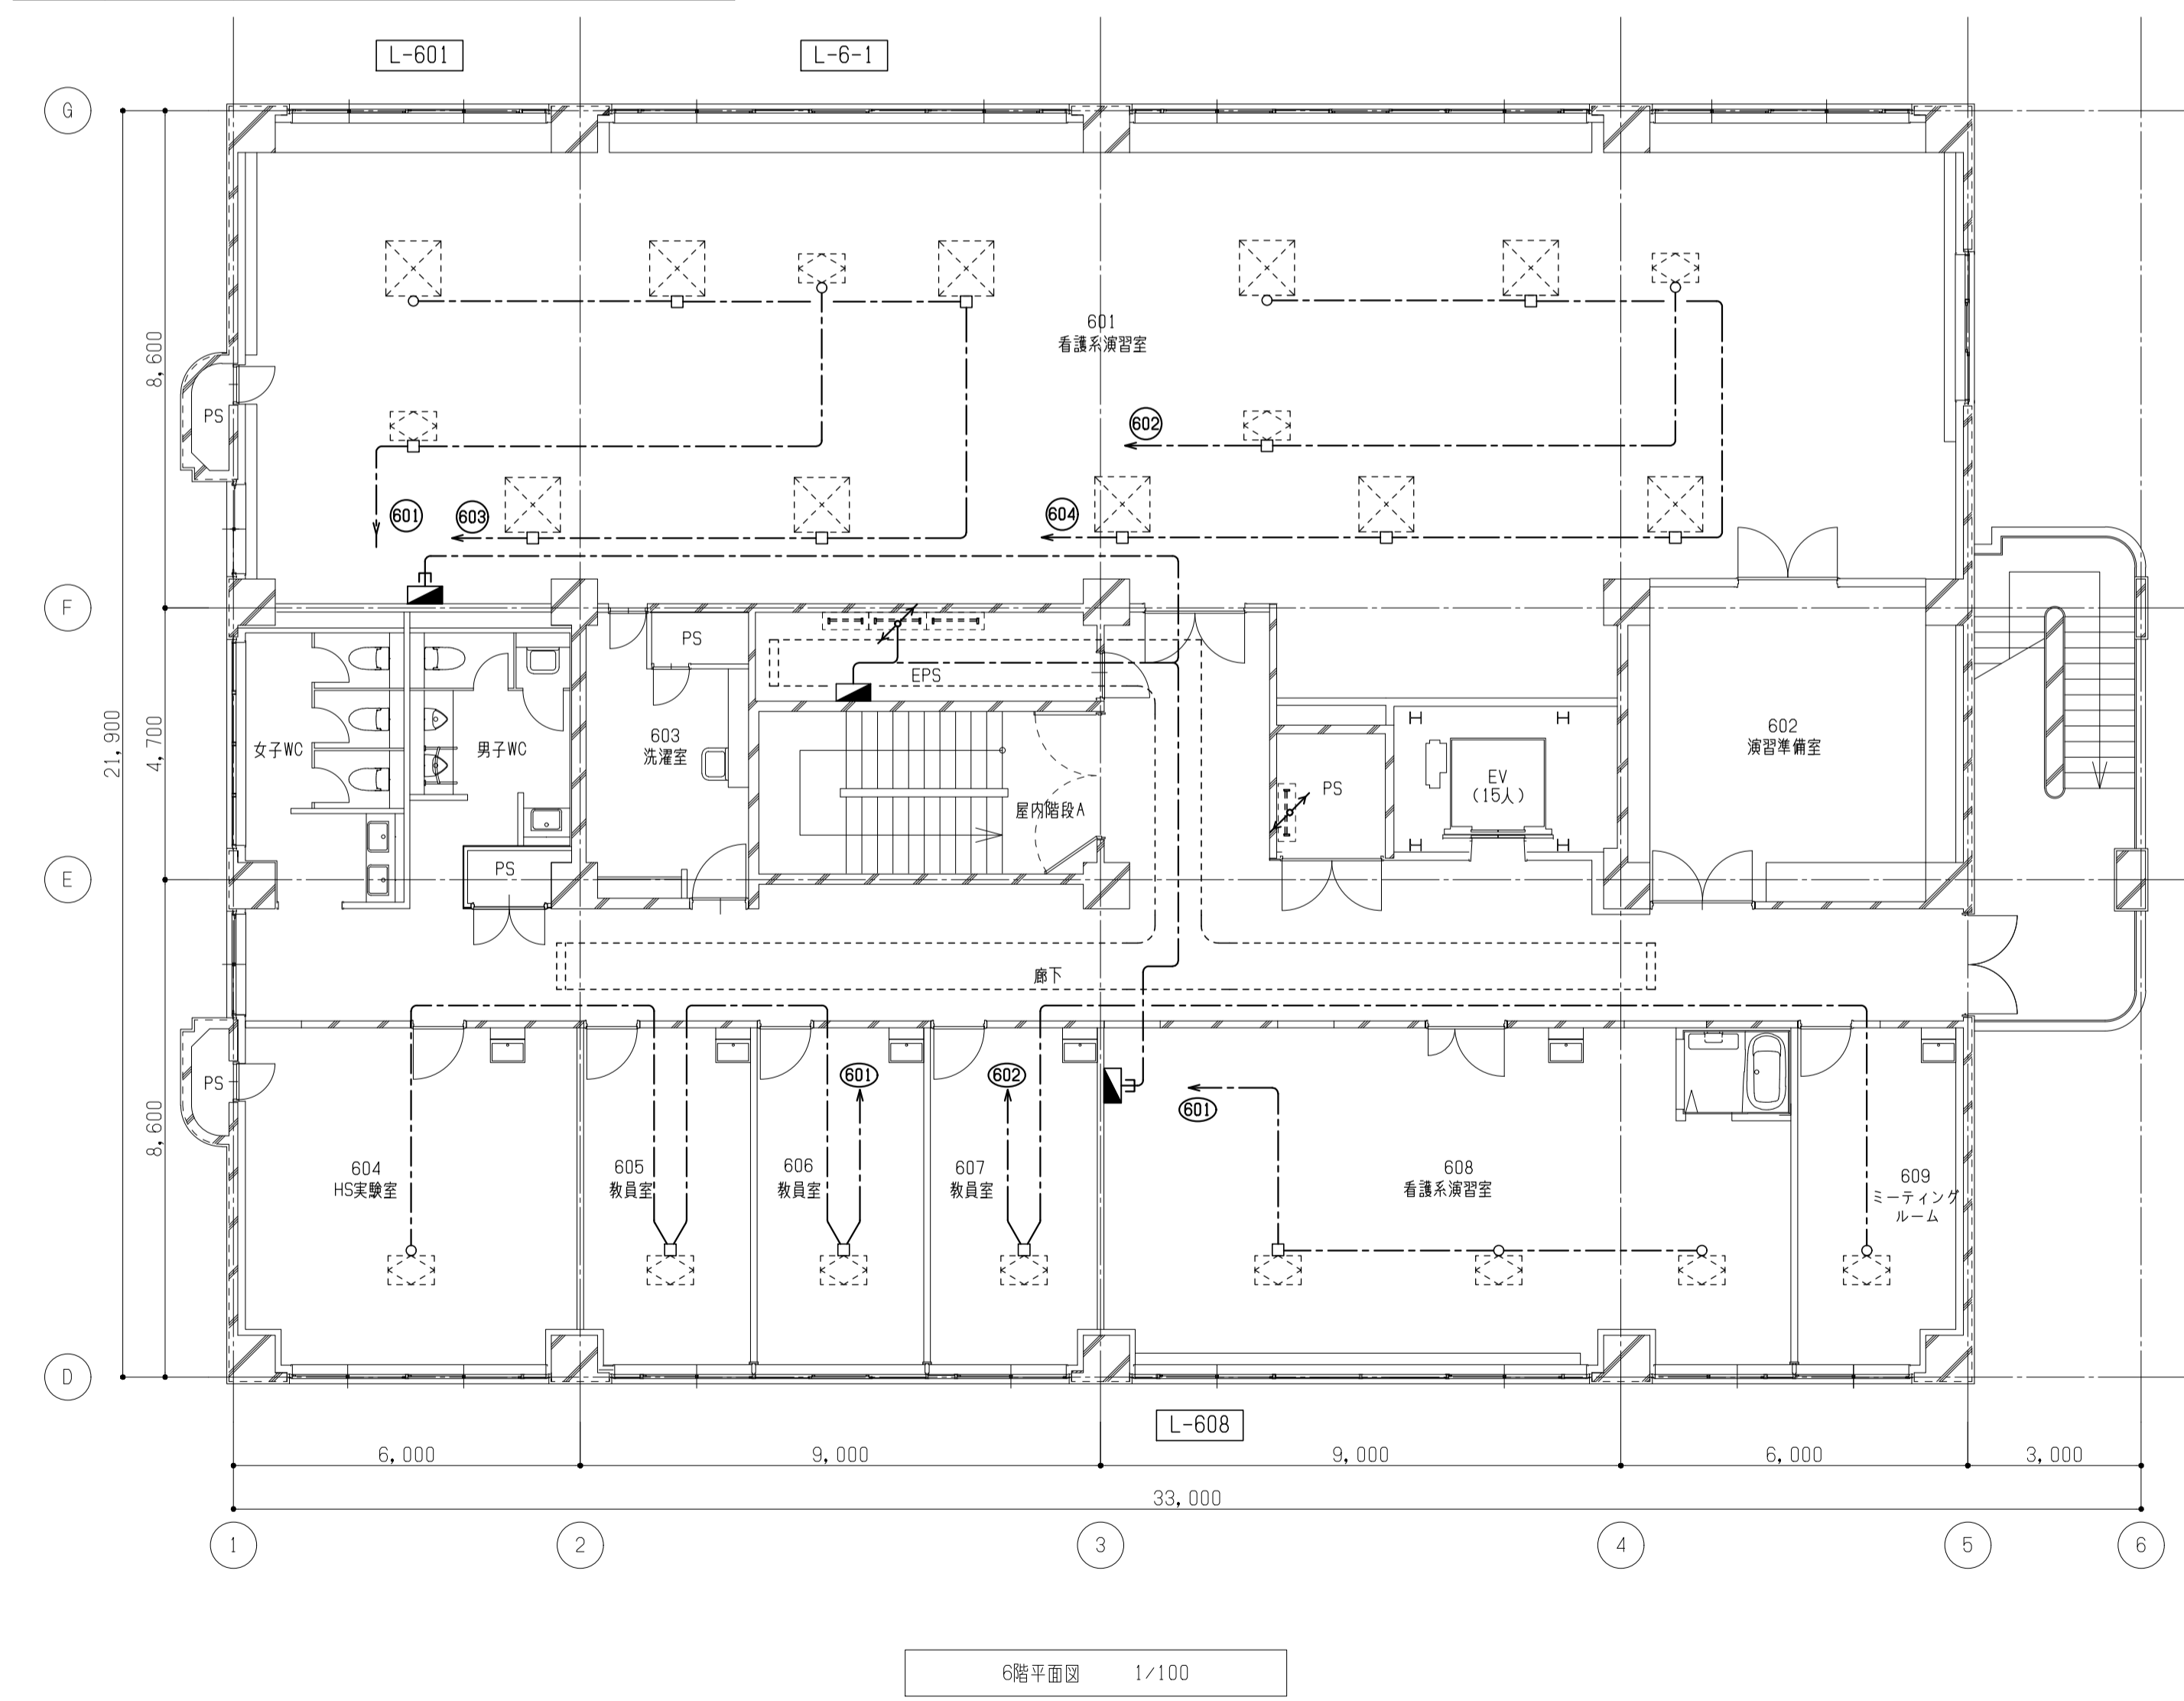 L-601
L-6-1
G
601
看護系演習室
8,600
PS
602
601
603
604
F
PS
EPS
21,900
4,700
女子WC
男子WC
603
洗濯室
屋内階段A
PS
EV
(15人)
602
演習準備室
E
PS
廊下
PS
601
602
601
8,600
604
HS実験室
605
教員室
606
教員室
607
教員室
608
看護系演習室
609
ミーティング
ルーム
D
L-608
6,000
9,000
9,000
6,000
3,000
33,000
1
2
3
4
5
6
6階平面図 1/100